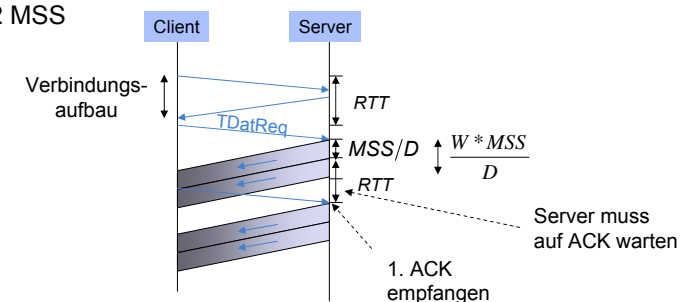 2 MSS
Client
Server
Verbindungs-
aufbau
RTT
TDatReq
MSS/D
W * MSS
D
RTT
Server muss
auf ACK warten
1. ACK
empfangen